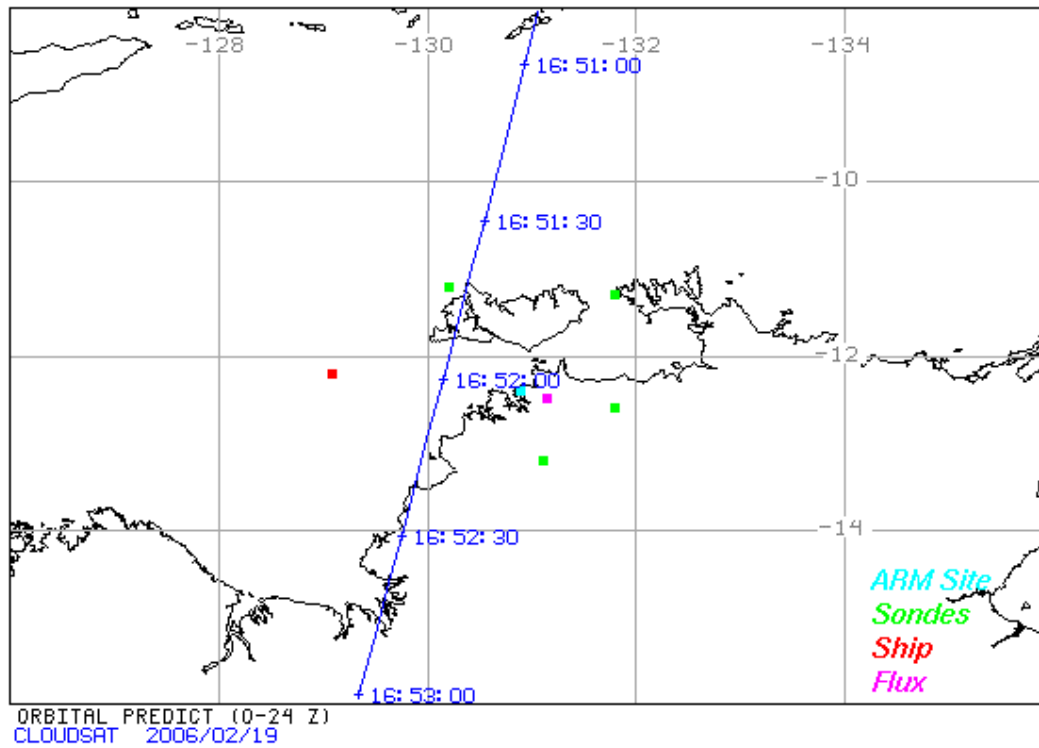 -128 -130 -132 -134
16:51:00
-10
16:51:30
-12
16:52:00
-14
16:52:30
ARM Site
Sondes
Ship
Flux
16:53:00
ORBITAL PREDICT (0-24 Z)
CLOUDSAT 2006/02/19